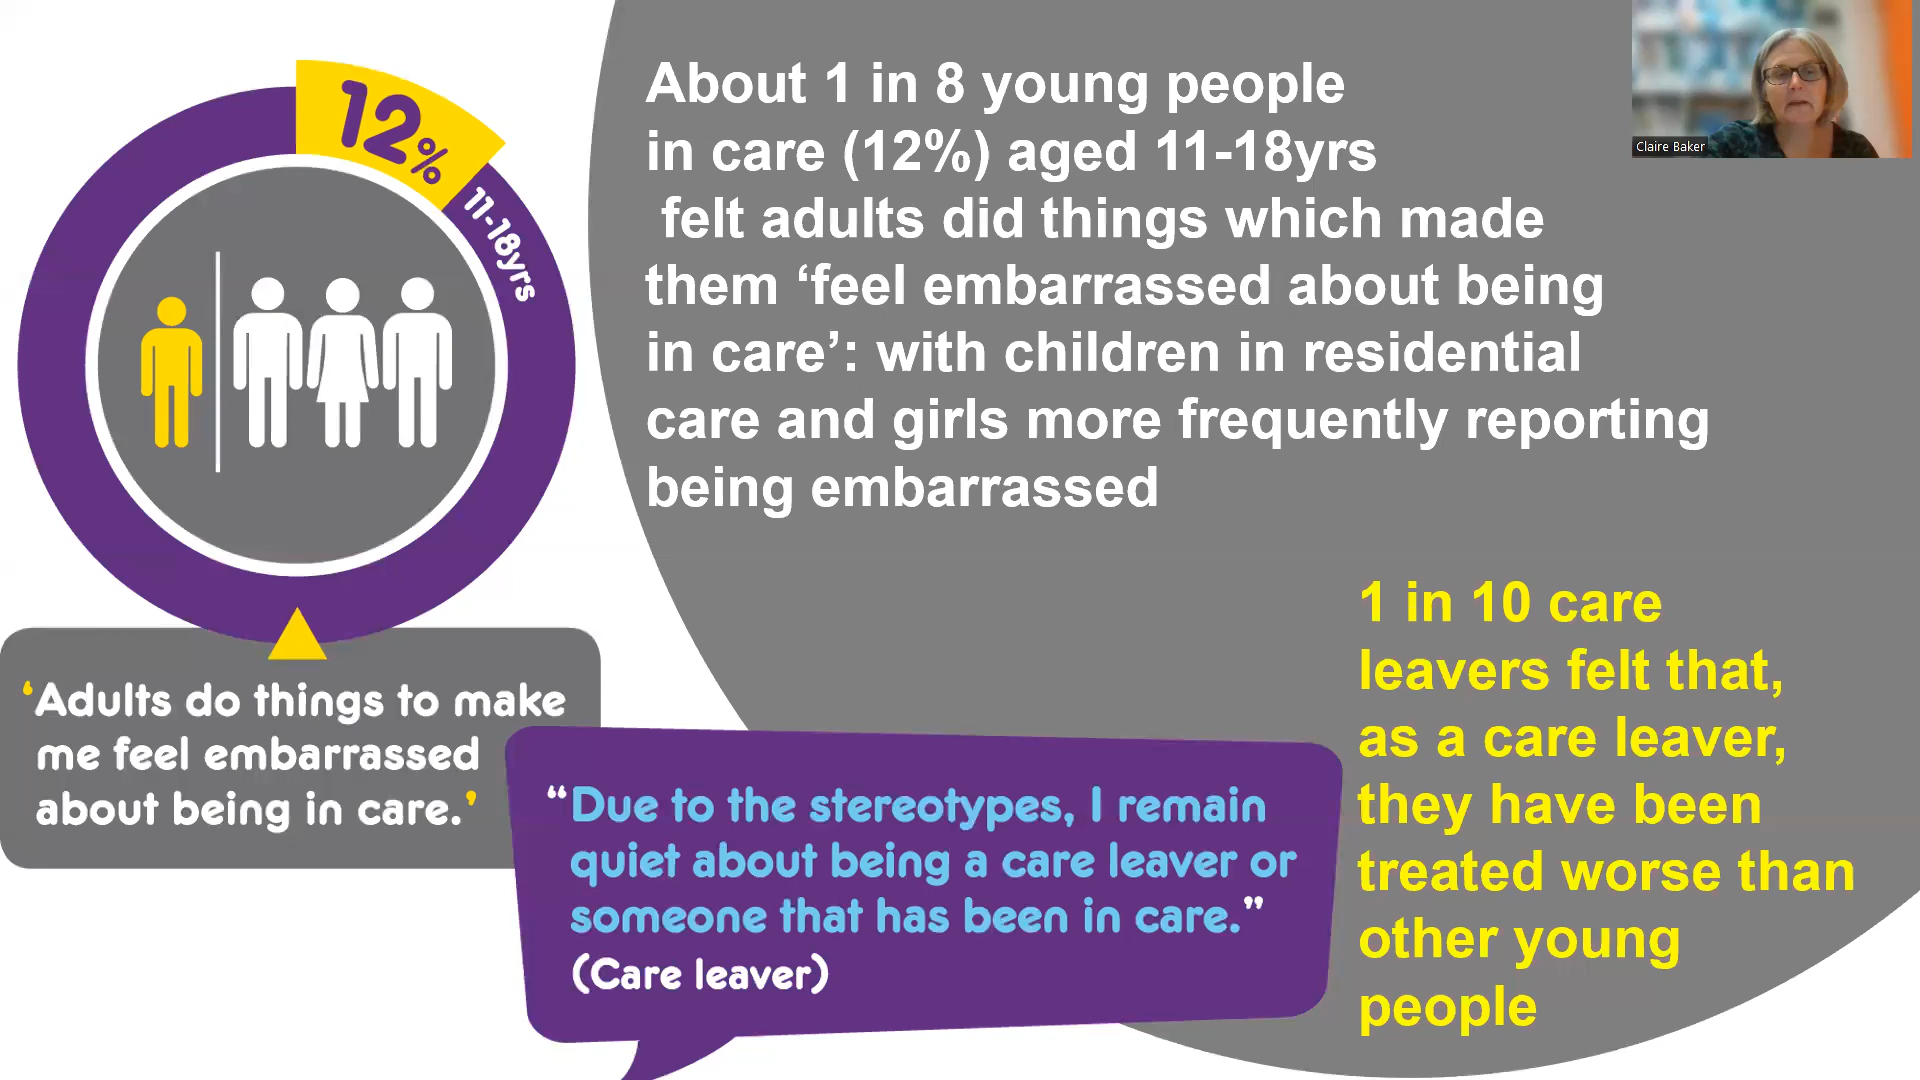 12%
11-18yrs
‘Adults do things to make
me feel embarrassed
about being in care.’
About 1 in 8 young people
in care (12%) aged 11-18yrs
felt adults did things which made
them ‘feel embarrassed about being
in care’: with children in residential
care and girls more frequently reporting
being embarrassed
Claire Baker
“Due to the stereotypes, I remain
quiet about being a care leaver or
someone that has been in care.”
(Care leaver)
1 in 10 care
leavers felt that,
as a care leaver,
they have been
treated worse than
other young
people